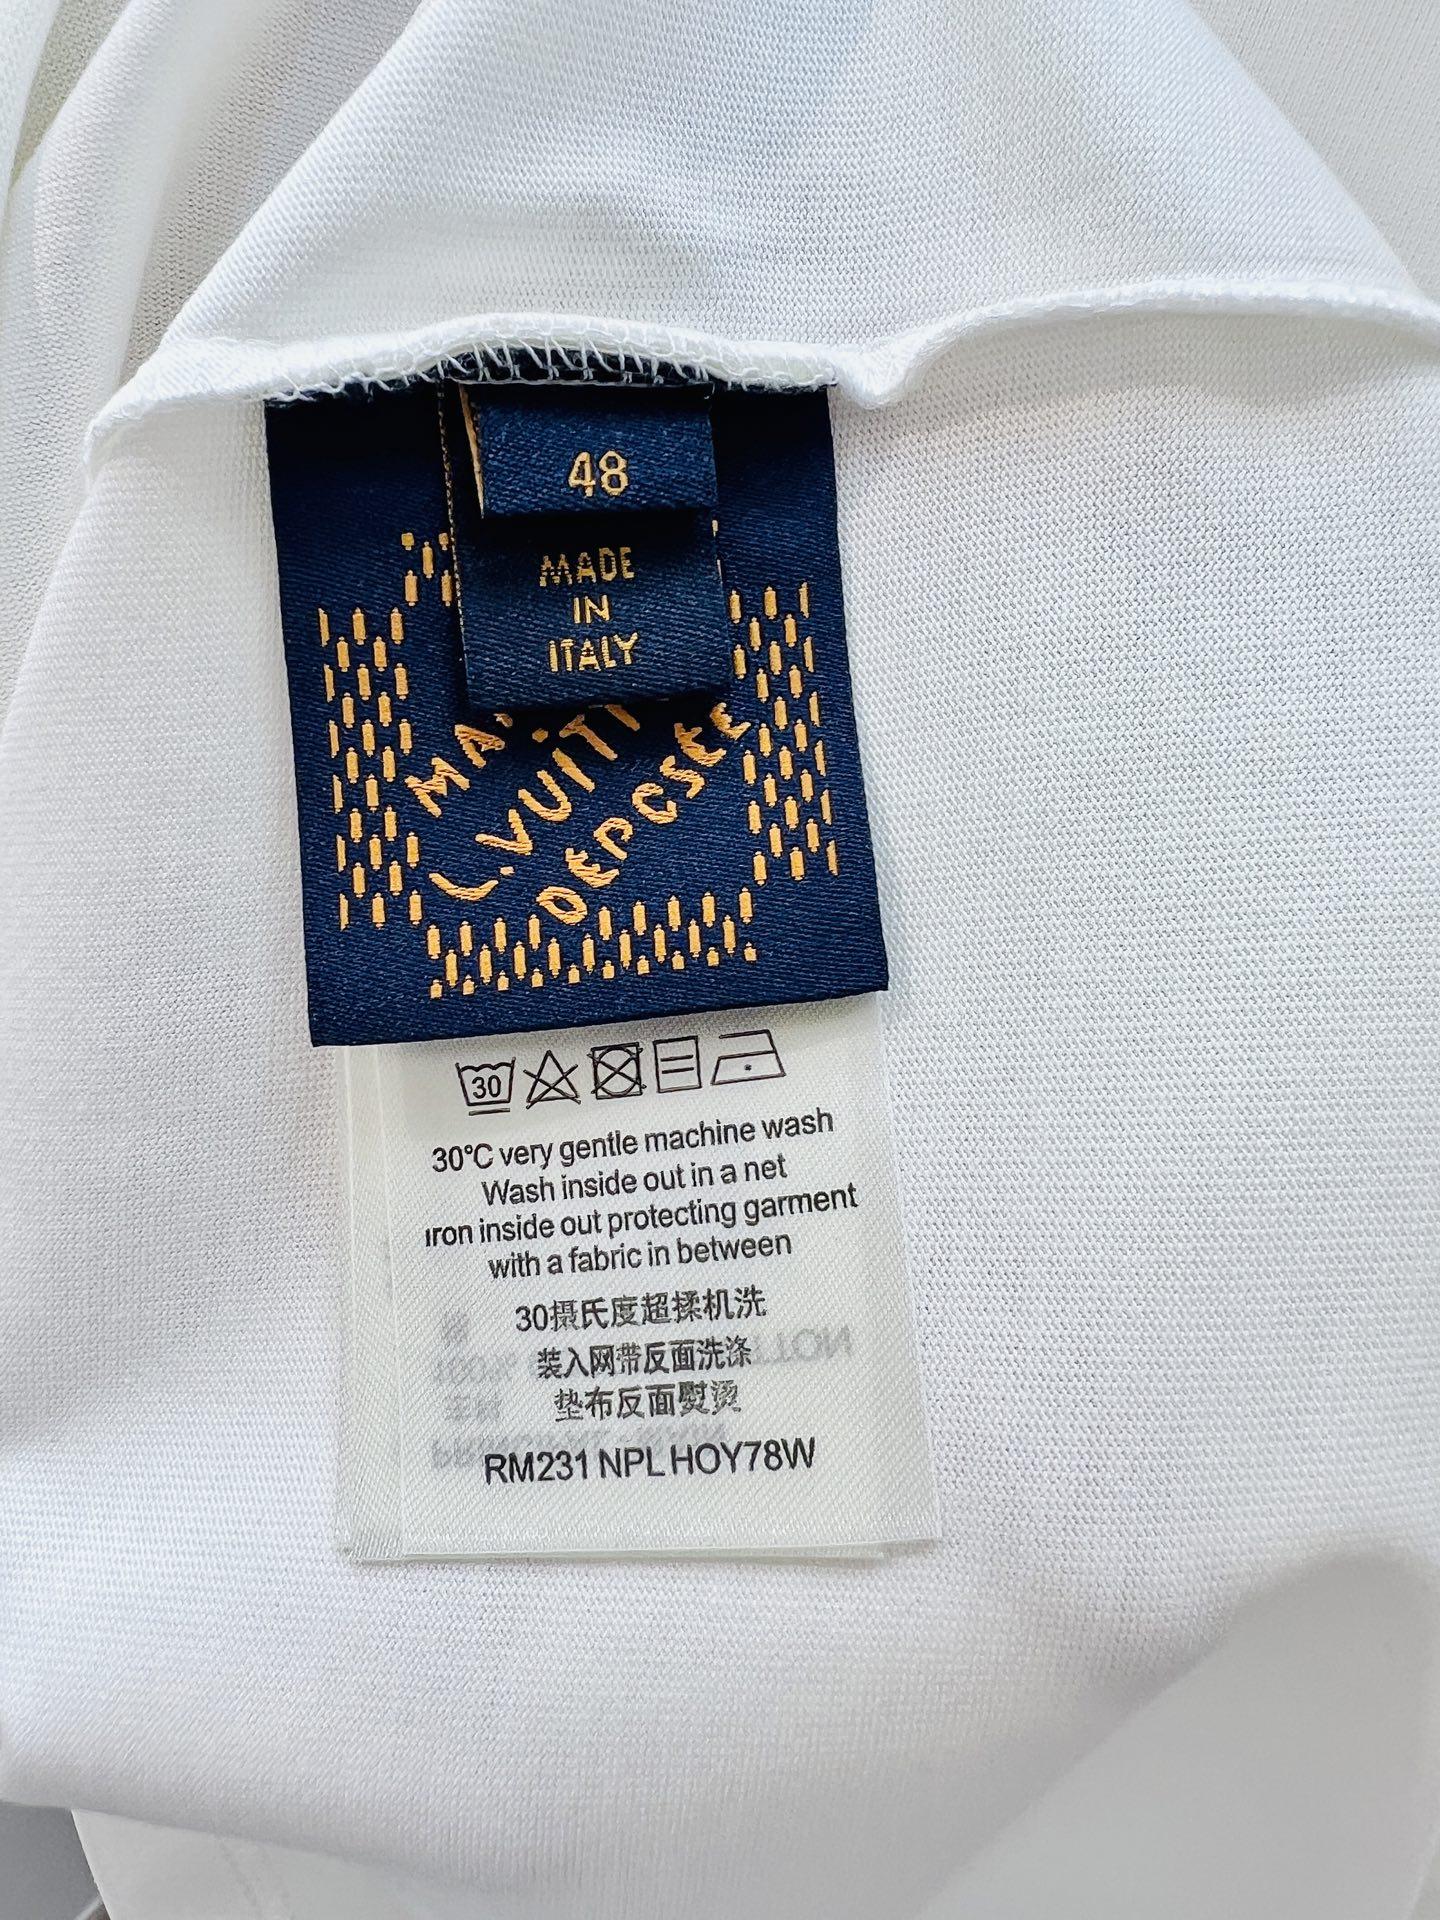 48
MADE
IN
ITALY
L.VUITT
DEPOSE
30
30°C very gentle machine wash
Wash inside out in a net
Iron inside out protecting garment
with a fabric in between
30摄氏度超揉机洗
装入网带反面洗涤
垫布反面熨烫
RM231 NPL HOY78W